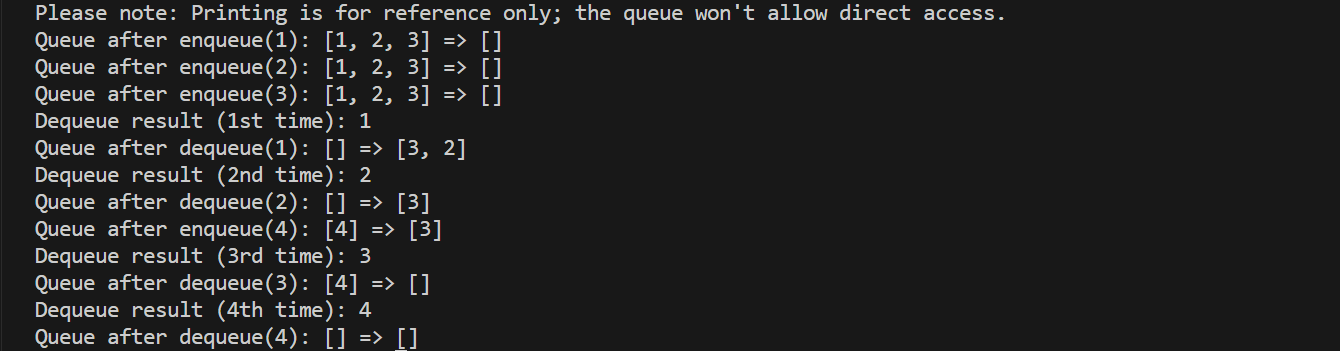 Please note: Printing is for reference only; the queue won't allow direct access.
Queue after enqueue(1): [1, 2, 3] => []
Queue after enqueue(2): [1, 2, 3] => []
Queue after enqueue(3): [1, 2, 3] => []
Dequeue result (1st time): 1
Queue after dequeue(1): [] => [3, 2]
Dequeue result (2nd time): 2
Queue after dequeue(2): [] => [3]
Queue after enqueue(4): [4] => [3]
Dequeue result (3rd time): 3
Queue after dequeue(3): [4] => []
Dequeue result (4th time): 4
Queue after dequeue(4): [] => []